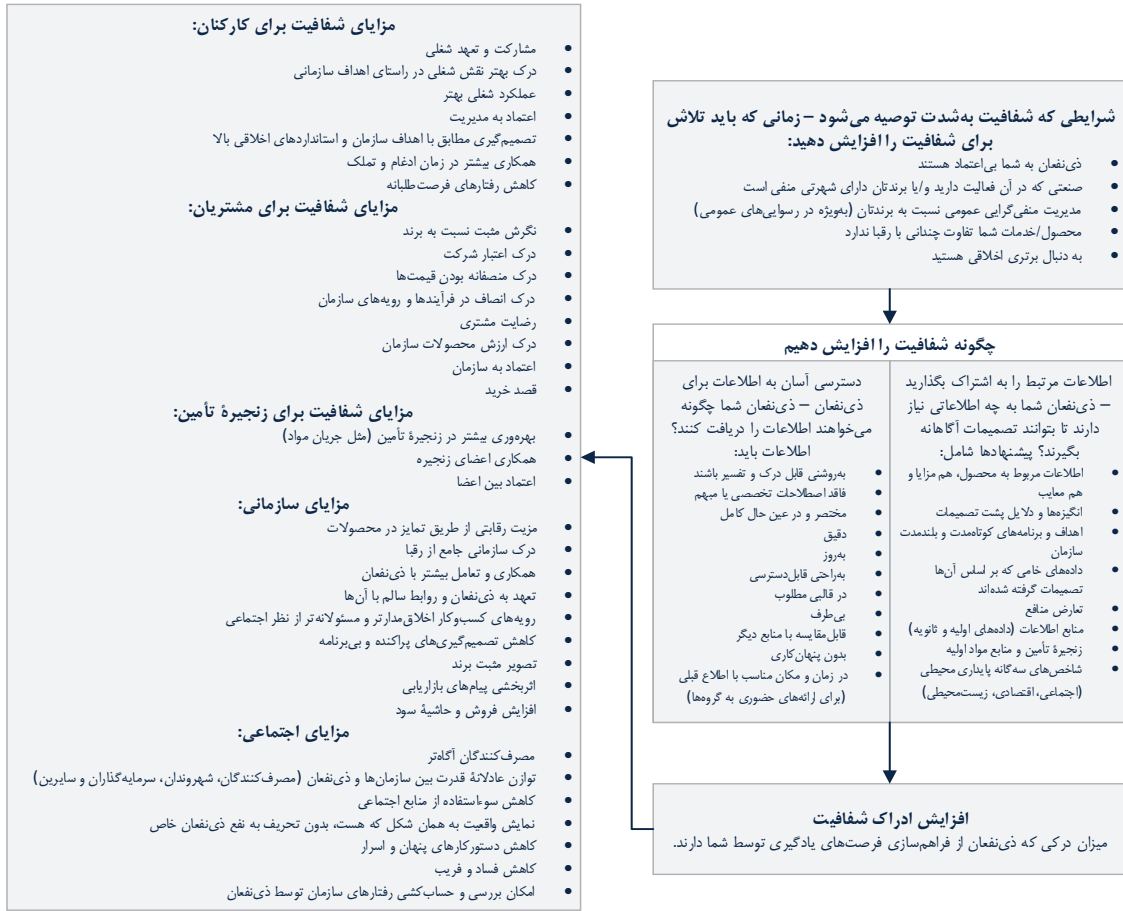 شرایطی که شفافیت به‌شدت توصیه می‌شود – زمانی که باید تلاش
برای شفافیت را افزایش دهید:
• ذی‌نفعان به شما بی‌اعتماد هستند
• صنعتی که در آن فعالیت دارید و/یا برندتان دارای شهرتی منفی است
• مدیریت منفی‌گرایی عمومی نسبت به برندتان (به‌ویژه در رسوایی‌های عمومی)
• محصول/خدمات شما تفاوت چندانی با رقبا ندارد
• به دنبال برتری اخلاقی هستید
چگونه شفافیت را افزایش دهیم
اطلاعات مرتبط را به اشتراک بگذارید
– ذی‌نفعان شما به چه اطلاعاتی نیاز
دارند تا بتوانند تصمیمات آگاهانه
بگیرند؟ پیشنهادها شامل:
• اطلاعات مربوط به محصول، هم مزایا و
هم معایب
• انگیزه‌ها و دلایل پشت تصمیمات
• اهداف و برنامه‌های کوتاه‌مدت و بلندمدت
سازمان
• داده‌های خامی که بر اساس آن‌ها
تصمیمات گرفته شده‌اند
• تعارض منافع
• منابع اطلاعات (داده‌های اولیه و ثانویه)
• زنجیرهٔ تأمین و منابع مواد اولیه
• شاخص‌های سه‌گانه پایداری محیطی
(اجتماعی، اقتصادی، زیست‌محیطی)
دسترسی آسان به اطلاعات برای
ذی‌نفعان – ذی‌نفعان شما چگونه
می‌خواهند اطلاعات را دریافت کنند؟
اطلاعات باید:
• به‌روشنی قابل درک و تفسیر باشند
• فاقد اصطلاحات تخصصی یا مبهم
• مختصر و در عین حال کامل
• دقیق
• به‌روز
• به‌راحتی قابل‌دسترسی
• در قالبی مطلوب
• بی‌طرف
• قابل‌مقایسه با منابع دیگر
• بدون پنهان‌کاری
• در زمان و مکان مناسب با اطلاع قبلی
(برای ارائه‌های حضوری به گروه‌ها)
افزایش ادراک شفافیت
میزان درکی که ذی‌نفعان از فراهم‌سازی فرصت‌های یادگیری توسط شما دارند.
مزایای شفافیت برای کارکنان:
• مشارکت و تعهد شغلی
• درک بهتر نقش شغلی در راستای اهداف سازمانی
• عملکرد شغلی بهتر
• اعتماد به مدیریت
• تصمیم‌گیری مطابق با اهداف سازمان و استانداردهای اخلاقی بالا
• همکاری بیشتر در زمان ادغام و تملک
• کاهش رفتارهای فرصت‌طلبانه
مزایای شفافیت برای مشتریان:
• نگرش مثبت نسبت به برند
• درک اعتبار شرکت
• درک منصفانه بودن قیمت‌ها
• درک انصاف در فرآیندها و رویه‌های سازمان
• رضایت مشتری
• درک ارزش محصولات سازمان
• اعتماد به سازمان
• قصد خرید
مزایای شفافیت برای زنجیرهٔ تأمین:
• بهره‌وری بیشتر در زنجیرهٔ تأمین (مثل جریان مواد)
• همکاری اعضای زنجیره
• اعتماد بین اعضا
مزایای سازمانی:
• مزیت رقابتی از طریق تمایز در محصولات
• درک سازمانی جامع از رقبا
• همکاری و تعامل بیشتر با ذی‌نفعان
• تعهد به ذی‌نفعان و روابط سالم با آن‌ها
• رویه‌های کسب‌وکار اخلاق‌مدارتر و مسئولانه‌تر از نظر اجتماعی
• کاهش تصمیم‌گیری‌های پراکنده و بی‌برنامه
• تصویر مثبت برند
• اثربخشی پیام‌های بازاریابی
• افزایش فروش و حاشیهٔ سود
مزایای اجتماعی:
• مصرف‌کنندگان آگاه‌تر
• توازن عادلانهٔ قدرت بین سازمان‌ها و ذی‌نفعان (مصرف‌کنندگان، شهروندان، سرمایه‌گذاران و سایرین)
• کاهش سوءاستفاده از منابع اجتماعی
• نمایش واقعیت به همان شکل که هست، بدون تحریف به نفع ذی‌نفعان خاص
• کاهش دستورکارهای پنهان و اسرار
• کاهش فساد و فریب
• امکان بررسی و حساب‌کشی رفتارهای سازمان توسط ذی‌نفعان